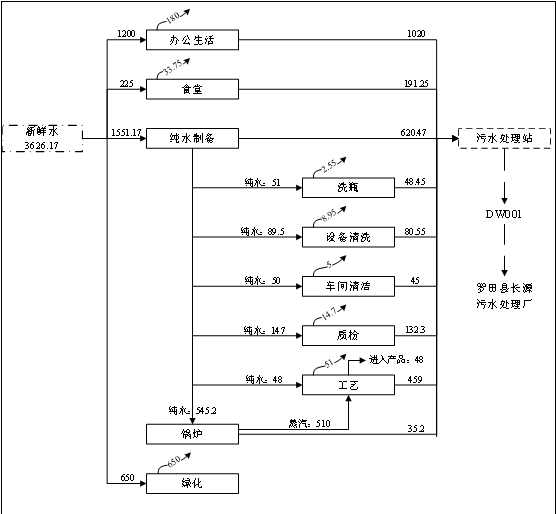 180
1200
办公生活
1020
33.75
225
食堂
191.25
新鲜水
3626.17
1551.17
纯水制备
620.47
污水处理站
2.55
纯水：51
洗瓶
48.45
8.95
纯水：89.5
设备清洗
80.55
DW001
5
纯水：50
车间清洁
45
罗田县长源
污水处理厂
14.7
纯水：147
质粉
132.3
进入产品：48
51
纯水：48
工艺
459
纯水：545.2
锅炉
蒸汽：510
35.2
650
650
绿化